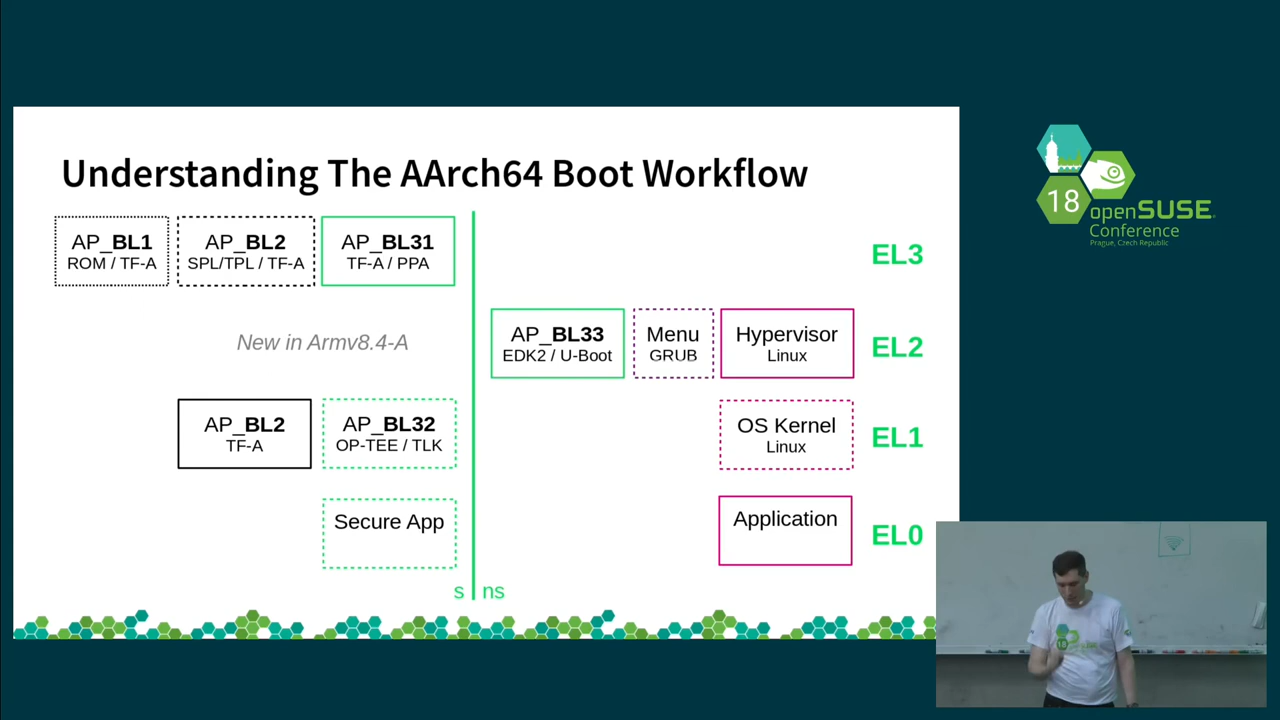 Understanding The AArch64 Boot Workflow
AP_BL1
ROM / TF-A
AP_BL2
SPL/TPL / TF-A
AP_BL31
TF-A / PPA
EL3
New in Armv8.4-A
AP_BL33
EDK2 / U-Boot
Menu
GRUB
Hypervisor
Linux
EL2
AP_BL2
TF-A
AP_BL32
OP-TEE / TLK
OS Kernel
Linux
EL1
Secure App
Application
EL0
s
ns
18
openSUSE
Conference
Prague, Czech Republic